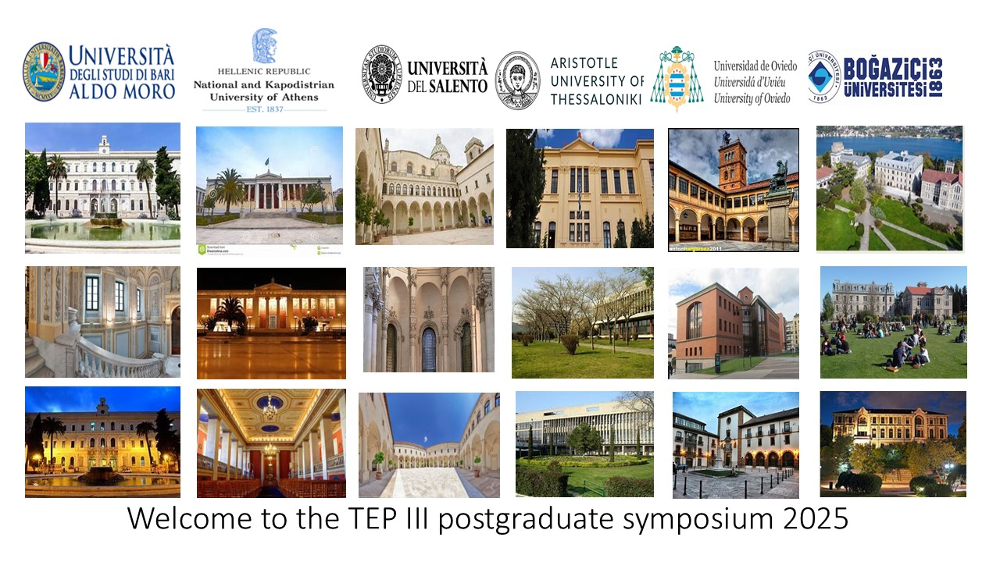 UNIVERSITÀ
DEGLI STUDI DI BARI
ALDO MORO
HELLENIC REPUBLIC
National and Kapodistrian
University of Athens
EST. 1837
UNIVERSITÀ
DEL SALENTO
ARISTOTLE
UNIVERSITY OF
THESSALONIKI
Universidad de Oviedo
Universidá d'Uviéu
University of Oviedo
BOĞAZİÇİ
ÜNİVERSİTESİ
1863
1863
Welcome to the TEP III postgraduate symposium 2025